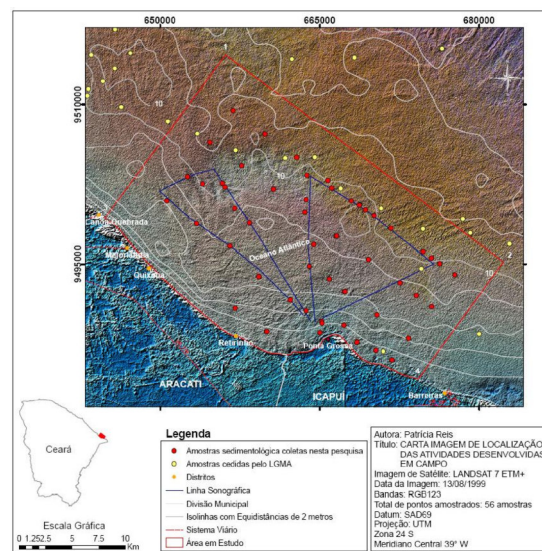 650000
665000
680000
1
9510000
10
10
Canoa Quebrada
Oceano Atlântico
2
10
9495000
Majorlândia
Quixaba
Retirinho
Ponta Grossa
4
ARACATI
ICAPUÍ
Barreiras
Ceará
Escala Gráfica
0 1.252.5 5 7.5 10
Km
Legenda
Amostras sedimentológica coletas nesta pesquisa
Amostras cedidas pelo LGMA
Distritos
Linha Sonográfica
Divisão Municipal
Isolinhas com Equidistâncias de 2 metros
Sistema Viário
Área em Estudo
Autora: Patrícia Reis
Título: CARTA IMAGEM DE LOCALIZAÇÃO
DAS ATIVIDADES DESENVOLVIDAS
EM CAMPO
Imagem de Satélite: LANDSAT 7 ETM+
Data da Imagem: 13/08/1999
Bandas: RGB123
Total de pontos amostrados: 56 amostras
Datum: SAD69
Projeção: UTM
Zona 24 S
Meridiano Central 39° W